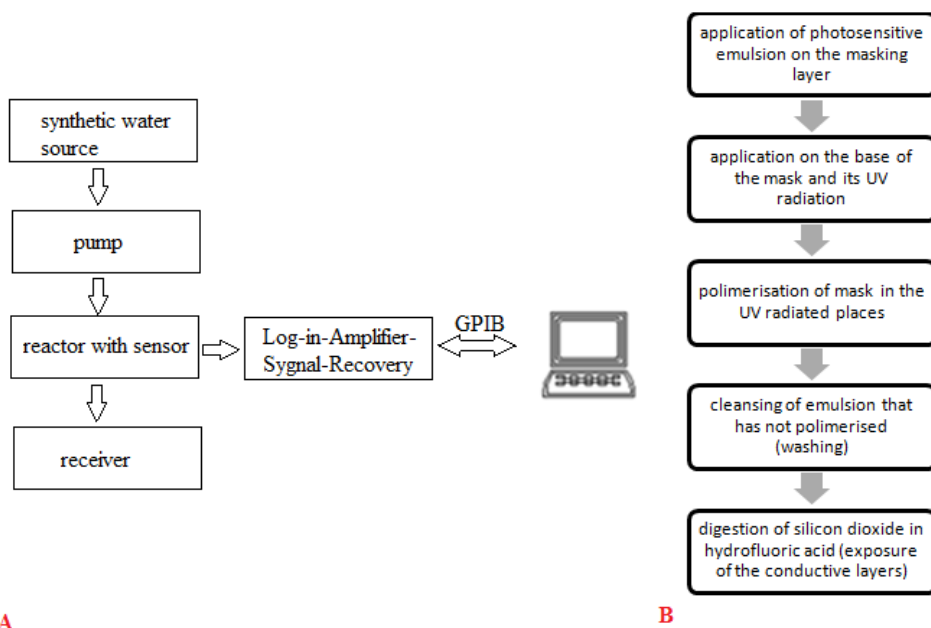 synthetic water
source
pump
reactor with sensor
receiver
Log-in-Amplifier-
Sygnal-Recovery
GPIB
A
application of photosensitive
emulsion on the masking
layer
application on the base of
the mask and its UV
radiation
polimerisation of mask in the
UV radiated places
cleansing of emulsion that
has not polimerised
(washing)
digestion of silicon dioxide in
hydrofluoric acid (exposure
of the conductive layers)
B